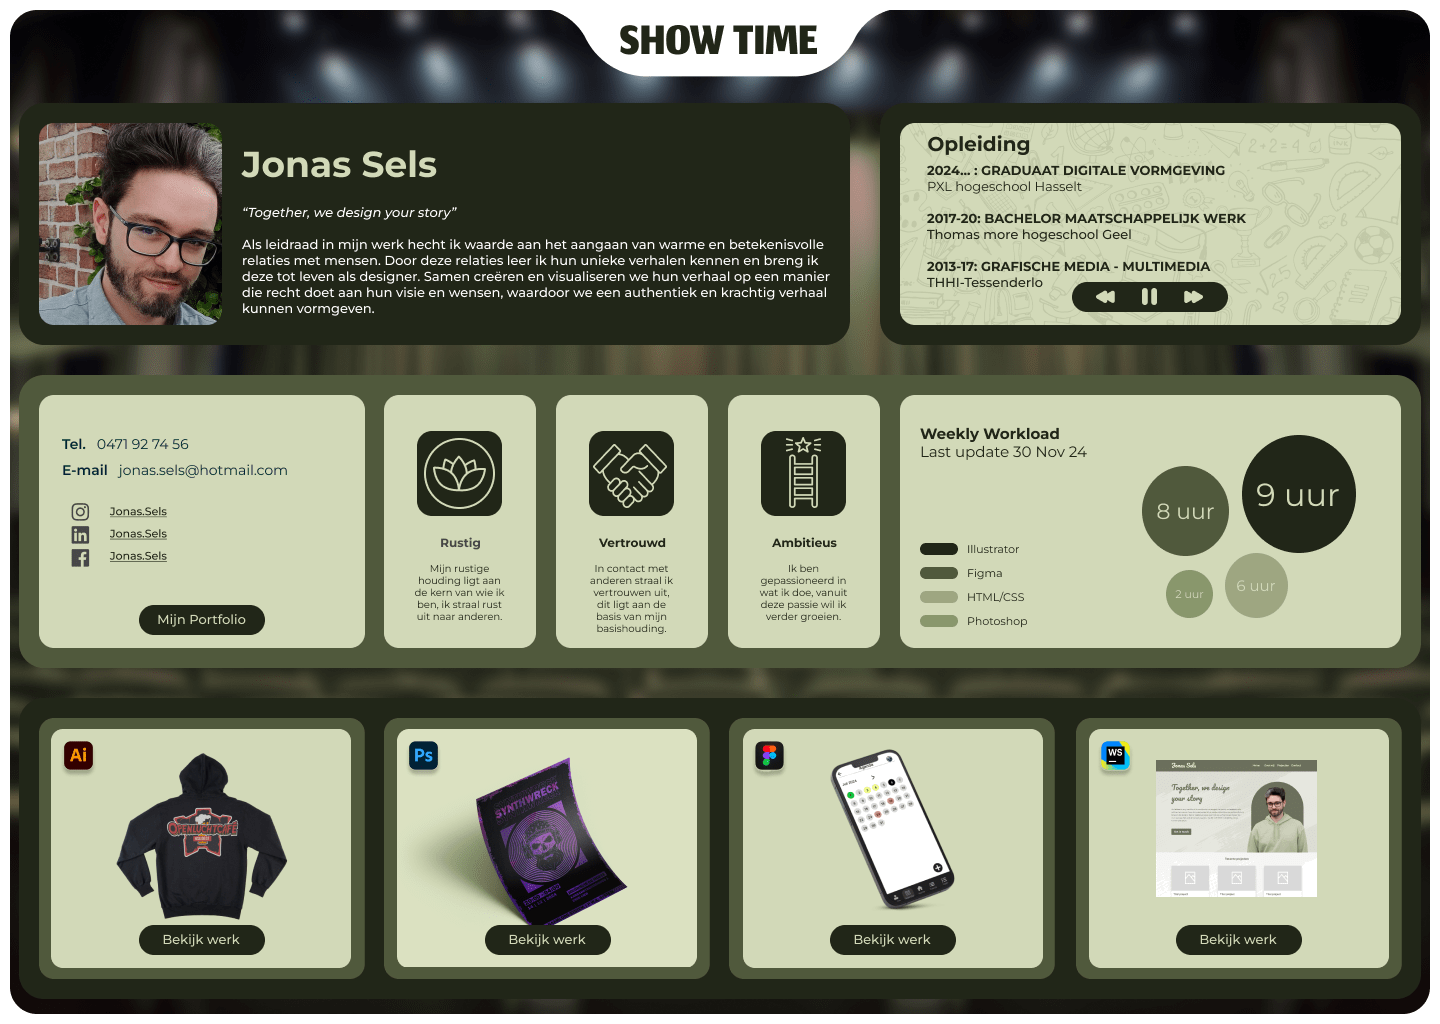 SHOW TIME
Jonas Sels
“Together, we design your story”
Als leidraad in mijn werk hecht ik waarde aan het aangaan van warme en betekenisvolle
relaties met mensen. Door deze relaties leer ik hun unieke verhalen kennen en breng ik
deze tot leven als designer. Samen creëren en visualiseren we hun verhaal op een manier
die recht doet aan hun visie en wensen, waardoor we een authentiek en krachtig verhaal
kunnen vormgeven.
Opleiding
2024... : GRADUAAT DIGITALE VORMGEVING
PXL hogeschool Hasselt
2017-20: BACHELOR MAATSCHAPPELIJK WERK
Thomas more hogeschool Geel
2013-17: GRAFISCHE MEDIA - MULTIMEDIA
THHI-Tessenderlo
Tel. 0471 92 74 56
E-mail jonas.sels@hotmail.com
Jonas.Sels
Jonas.Sels
Jonas.Sels
Mijn Portfolio
Rustig
Mijn rustige
houding ligt aan
de kern van wie ik
ben, ik straal rust
uit naar anderen.
Vertrouwd
In contact met
anderen straal ik
vertrouwen uit,
dit ligt aan de
basis van mijn
basishouding.
Ambitieus
Ik ben
gepassioneerd in
wat ik doe, vanuit
deze passie wil ik
verder groeien.
Weekly Workload
Last update 30 Nov 24
Illustrator
Figma
HTML/CSS
Photoshop
8 uur
9 uur
2 uur
6 uur
Ai
OPENLUCHTCAFE
Bekijk werk
Ps
SYNTHWRECK
Bekijk werk
Bekijk werk
WS
Jonas Sels
Together, we design
your story
Bekijk werk